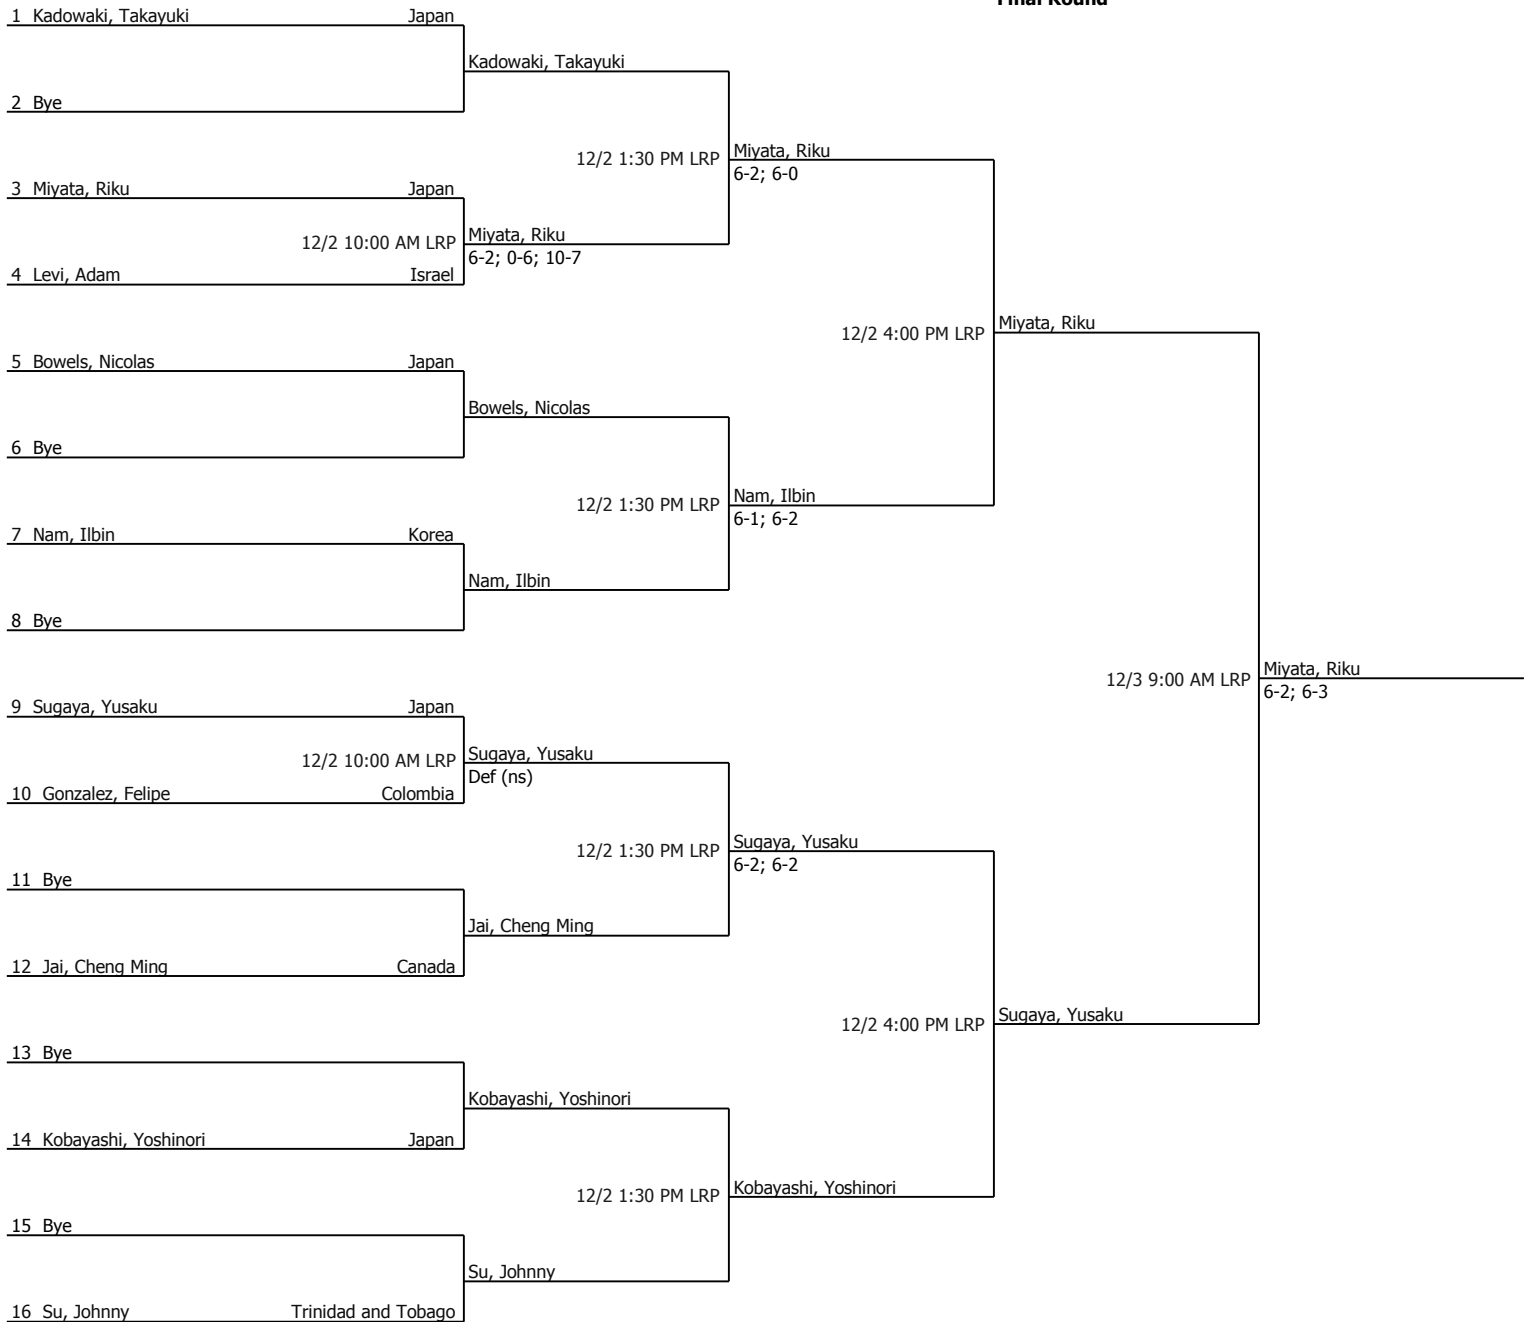 Final Round
1 Kadowaki, Takayuki Japan
Kadowaki, Takayuki
2 Bye
12/2 1:30 PM LRP Miyata, Riku
6-2; 6-0
3 Miyata, Riku Japan
12/2 10:00 AM LRP Miyata, Riku
6-2; 0-6; 10-7
4 Levi, Adam Israel
12/2 4:00 PM LRP Miyata, Riku
5 Bowels, Nicolas Japan
Bowels, Nicolas
6 Bye
12/2 1:30 PM LRP Nam, Ilbin
6-1; 6-2
7 Nam, Ilbin Korea
Nam, Ilbin
8 Bye
12/3 9:00 AM LRP Miyata, Riku
6-2; 6-3
9 Sugaya, Yusaku Japan
12/2 10:00 AM LRP Sugaya, Yusaku
Def (ns)
10 Gonzalez, Felipe Colombia
12/2 1:30 PM LRP Sugaya, Yusaku
6-2; 6-2
11 Bye
Jai, Cheng Ming
12 Jai, Cheng Ming Canada
12/2 4:00 PM LRP Sugaya, Yusaku
13 Bye
Kobayashi, Yoshinori
14 Kobayashi, Yoshinori Japan
12/2 1:30 PM LRP Kobayashi, Yoshinori
15 Bye
Su, Johnny
16 Su, Johnny Trinidad and Tobago